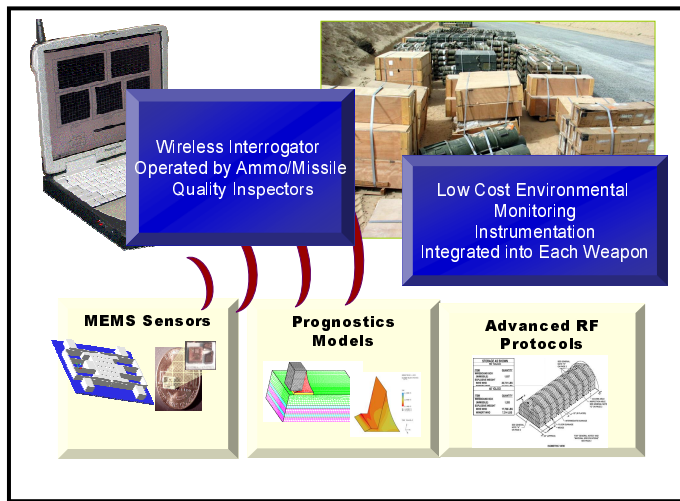 Wireless Interrogator
Operated by Ammo/Missile
Quality Inspectors
Low Cost Environmental
Monitoring
Instrumentation
Integrated into Each Weapon
MEMS Sensors
Prognostics
Models
Advanced RF
Protocols